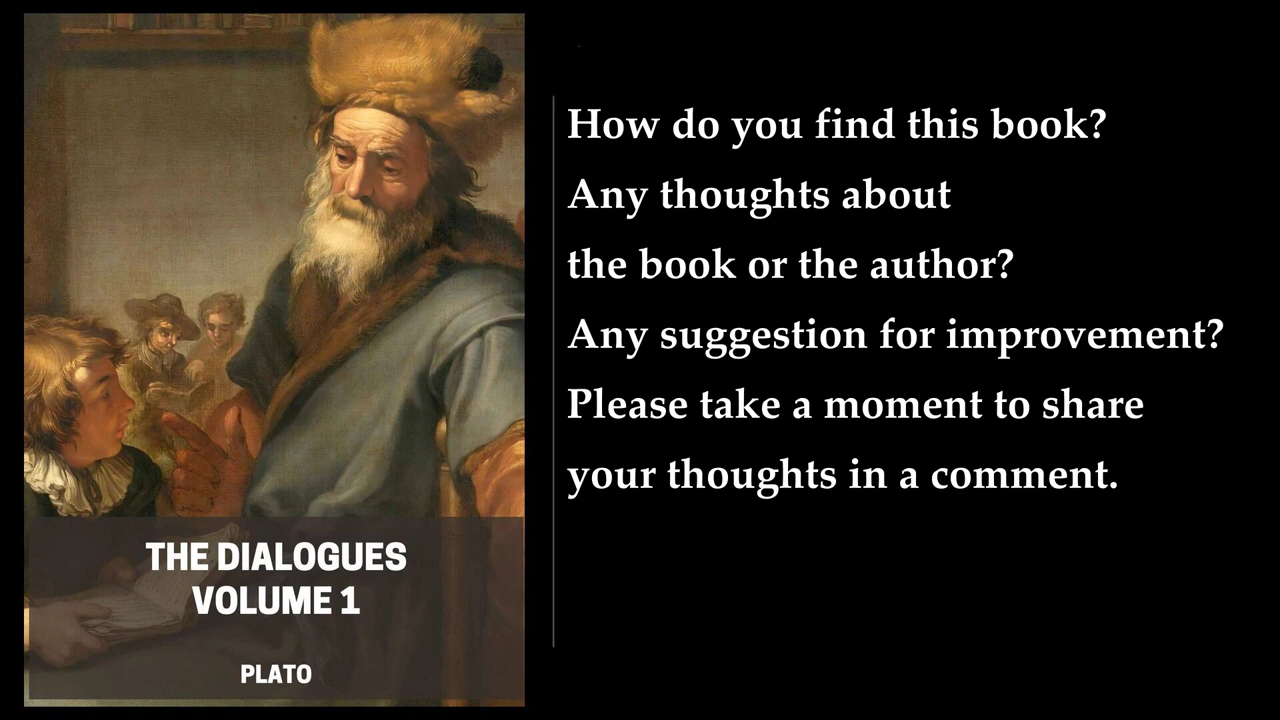 How do you find this book?
Any thoughts about
the book or the author?
Any suggestion for improvement?
Please take a moment to share
your thoughts in a comment.
THE DIALOGUES
VOLUME 1
PLATO